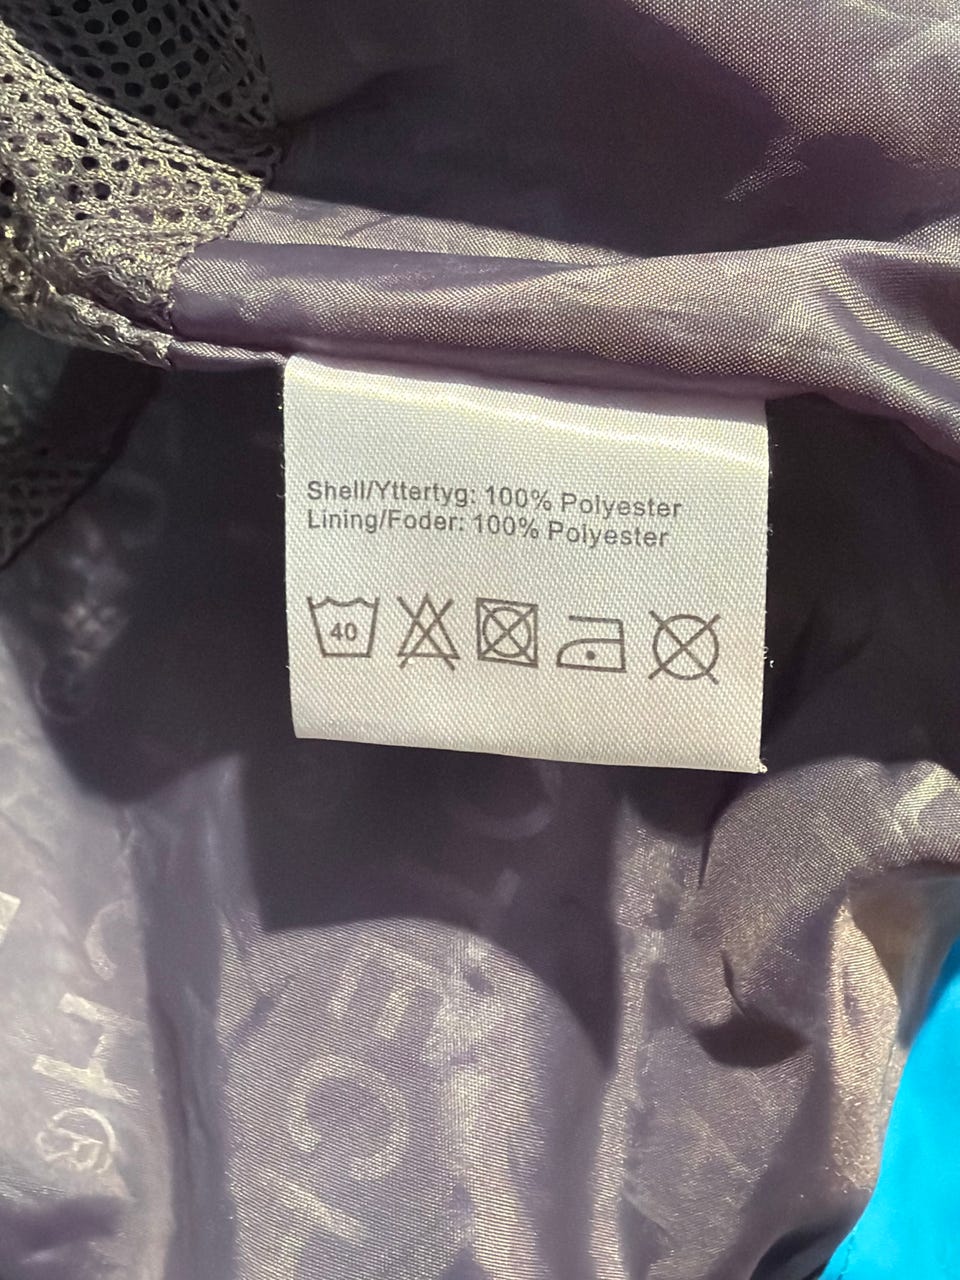 Shell/Yttertyg: 100% Polyester
Lining/Foder: 100% Polyester
40